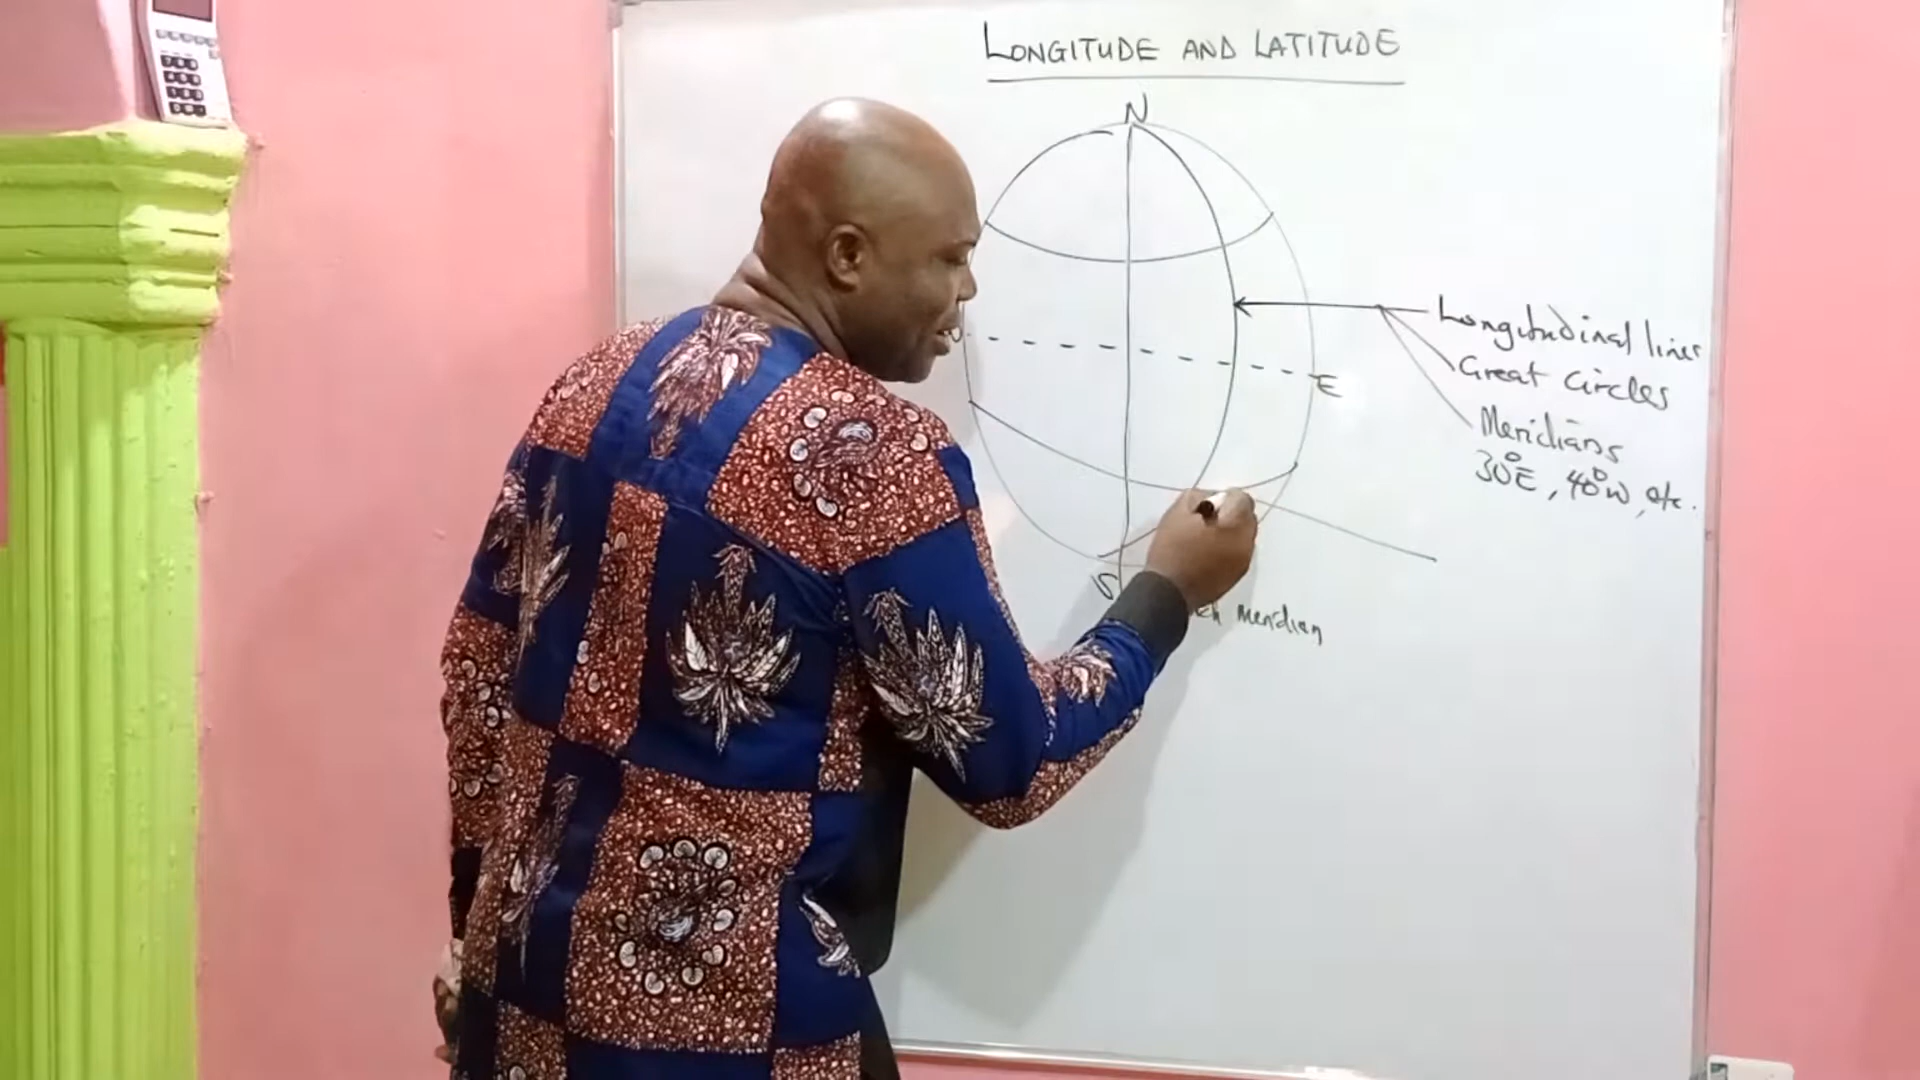 LONGITUDE AND LATITUDE
N
Longitudinal lines
Great Circles
E
Meridians
30°E, 40°W, etc.
S
meridian